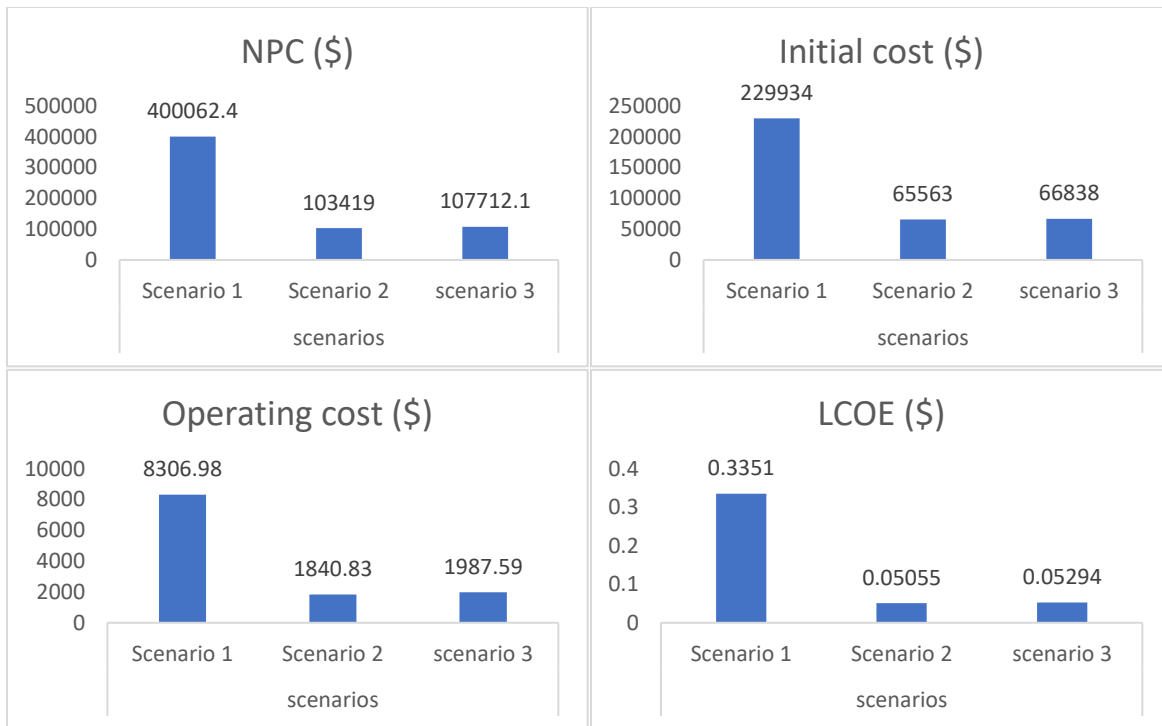 NPC ($)
500000
400000
300000
200000
100000
0
400062.4
103419
107712.1
Scenario 1 Scenario 2 scenario 3
scenarios
Initial cost ($)
250000
200000
150000
100000
50000
0
229934
65563
66838
Scenario 1 Scenario 2 scenario 3
scenarios
Operating cost ($)
10000
8000
6000
4000
2000
0
8306.98
1840.83
1987.59
Scenario 1 Scenario 2 scenario 3
scenarios
LCOE ($)
0.4
0.3
0.2
0.1
0
0.3351
0.05055
0.05294
Scenario 1 Scenario 2 scenario 3
scenarios